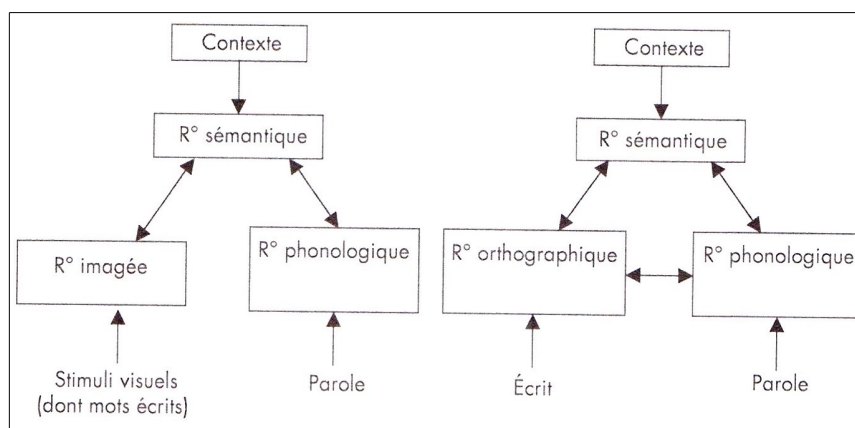 Contexte
R° sémantique
R° imagée
R° phonologique
Stimuli visuels
(dont mots écrits)
Parole
Contexte
R° sémantique
R° orthographique
R° phonologique
Écrit
Parole